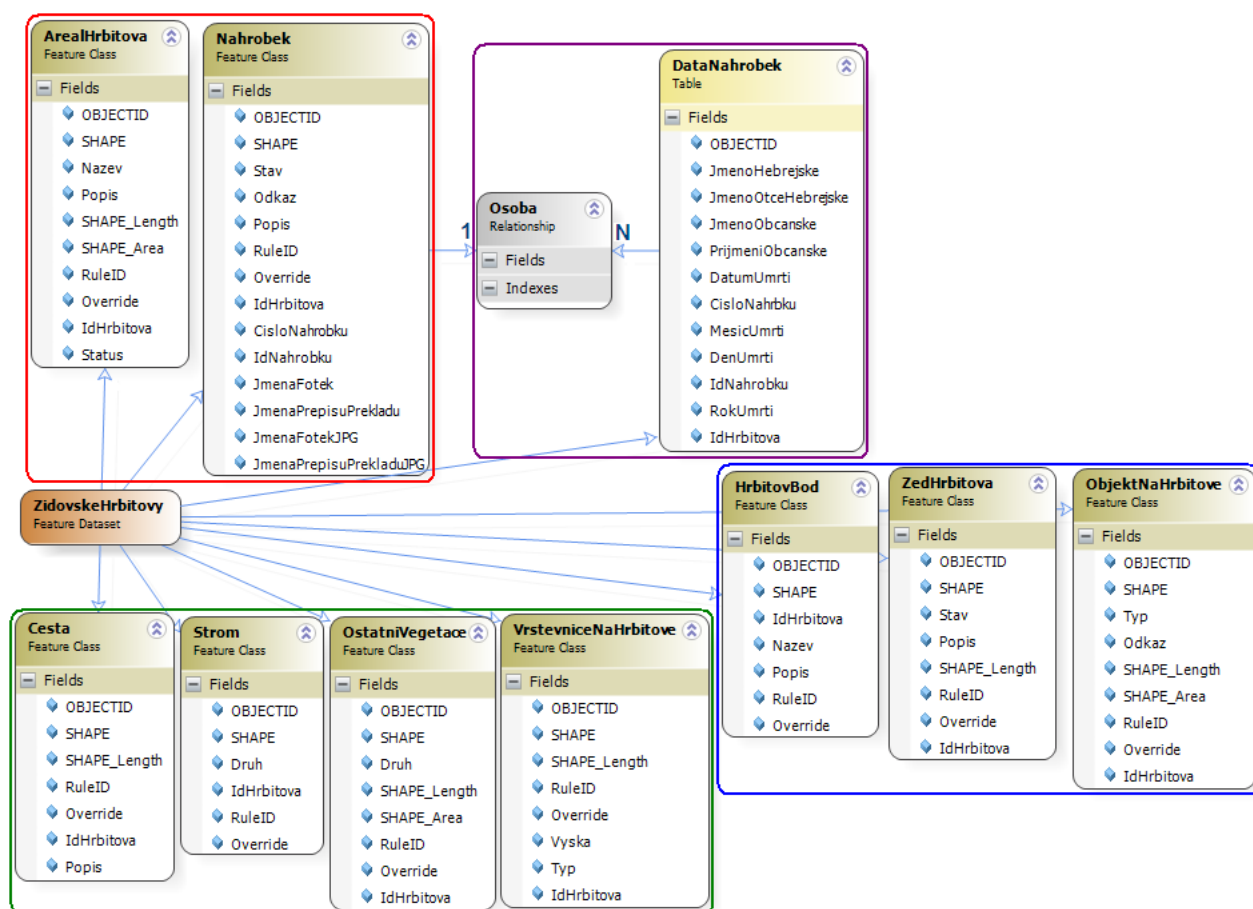 ArealHrbitova
Feature Class
Fields
OBJECTID
SHAPE
Nazev
Popis
SHAPE_Length
SHAPE_Area
RuleID
Override
IdHrbitova
Status
Nahrobek
Feature Class
Fields
OBJECTID
SHAPE
Stav
Odkaz
Popis
RuleID
Override
IdHrbitova
CisloNahrobku
IdNahrobku
JmenaFotek
JmenaPrepisuPrekladu
JmenaFotekJPG
JmenaPrepisuPrekladuJPG
1
Osoba
Relationship
Fields
Indexes
N
DataNahrobek
Table
Fields
OBJECTID
JmenoHebrejske
JmenoOtceHebrejske
JmenoObcanske
PrijmeniObcanske
DatumUmrti
CisloNahrbku
MesicUmrti
DenUmrti
IdNahrobku
RokUmrti
IdHrbitova
ZidovskeHrbitovy
Feature Dataset
HrbitovBod
Feature Class
Fields
OBJECTID
SHAPE
IdHrbitova
Nazev
Popis
RuleID
Override
ZedHrbitova
Feature Class
Fields
OBJECTID
SHAPE
Stav
Popis
SHAPE_Length
RuleID
Override
IdHrbitova
ObjektNaHrbitove
Feature Class
Fields
OBJECTID
SHAPE
Typ
Odkaz
SHAPE_Length
SHAPE_Area
RuleID
Override
IdHrbitova
Cesta
Feature Class
Fields
OBJECTID
SHAPE
SHAPE_Length
RuleID
Override
IdHrbitova
Popis
Strom
Feature Class
Fields
OBJECTID
SHAPE
Druh
IdHrbitova
RuleID
Override
OstatniVegetace
Feature Class
Fields
OBJECTID
SHAPE
Druh
SHAPE_Length
SHAPE_Area
RuleID
Override
IdHrbitova
VrstevniceNaHrbitove
Feature Class
Fields
OBJECTID
SHAPE
SHAPE_Length
RuleID
Override
Vyska
Typ
IdHrbitova